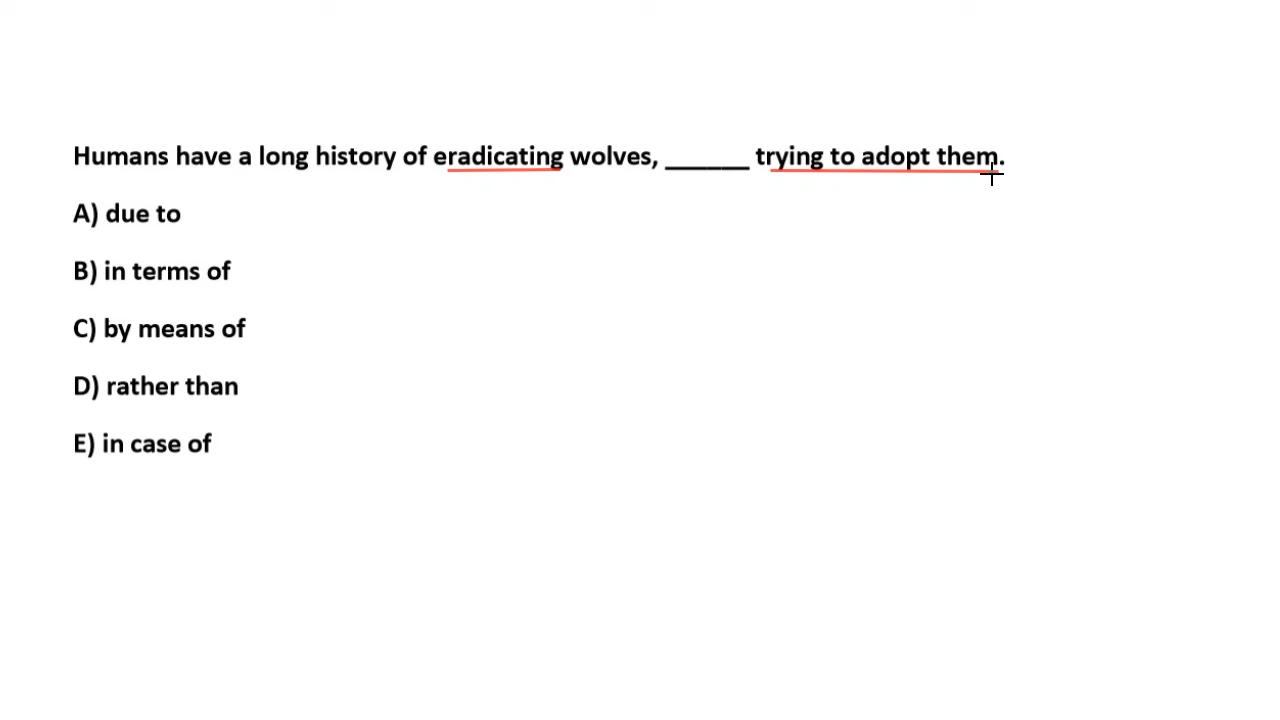 Humans have a long history of eradicating wolves, ______ trying to adopt them.
A) due to
B) in terms of
C) by means of
D) rather than
E) in case of